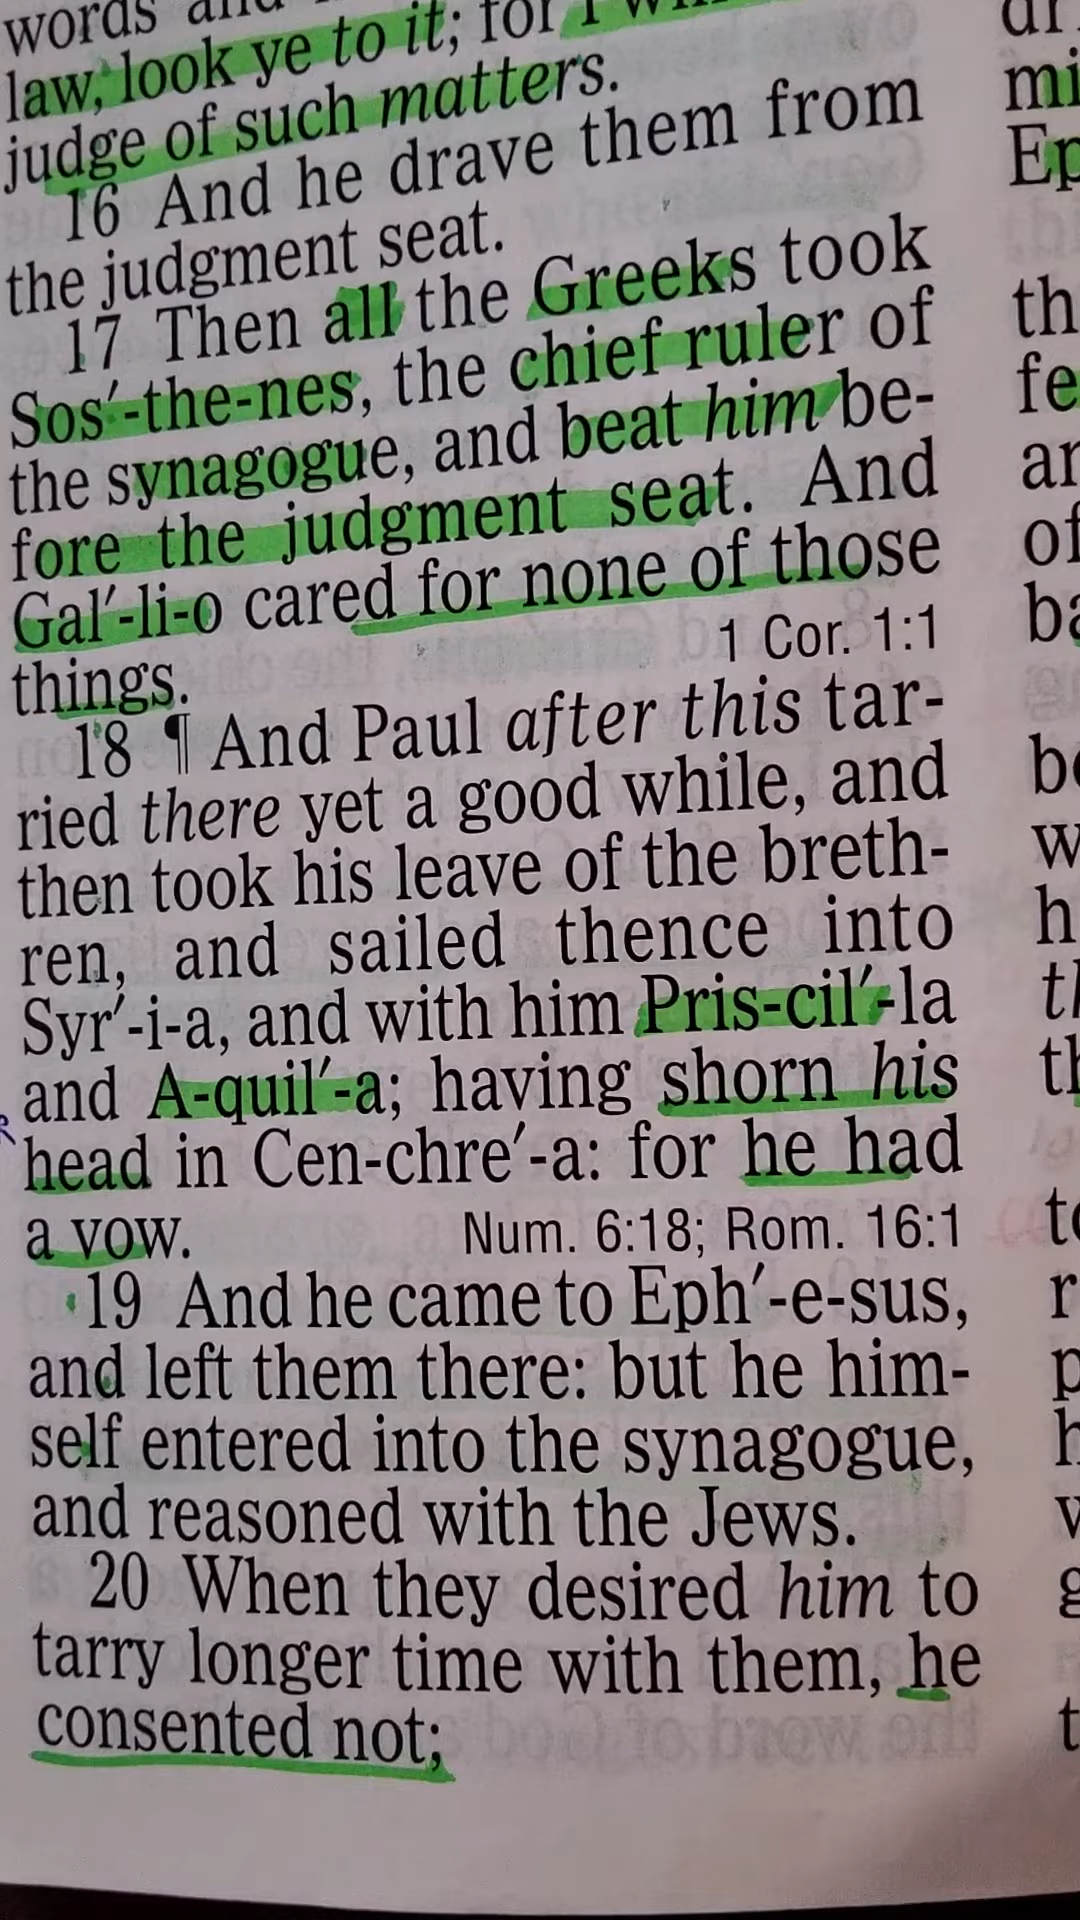 words and
law, look ye to it; for I
judge of such matters.
16 And he drave them from
the judgment seat.
17 Then all the Greeks took
Sos′-the-nes, the chief ruler of
the synagogue, and beat him be-
fore the judgment seat. And
Gal′-li-o cared for none of those
things.
1 Cor. 1:1
18 ¶ And Paul after this tar-
ried there yet a good while, and
then took his leave of the breth-
ren, and sailed thence into
Syr′-i-a, and with him Pris-cil′-la
and A-quil′-a; having shorn his
head in Cen-chre′-a: for he had
a vow. Num. 6:18; Rom. 16:1
19 And he came to Eph′-e-sus,
and left them there: but he him-
self entered into the synagogue,
and reasoned with the Jews.
20 When they desired him to
tarry longer time with them, he
consented not;